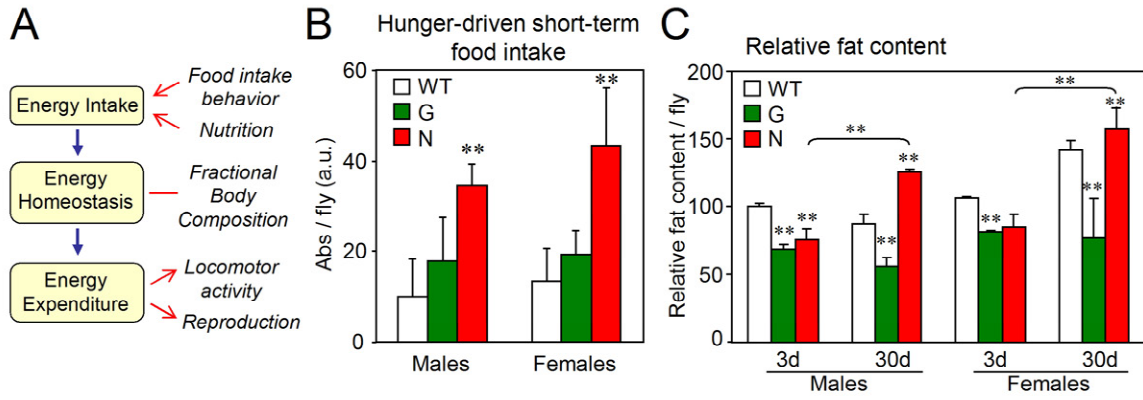 A
Food intake
behavior
Energy Intake
Nutrition
Energy
Homeostasis
Fractional
Body
Composition
Energy
Expenditure
Locomotor
activity
Reproduction
B
Hunger-driven short-term
food intake
Abs / fly (a.u.)
60
40
20
0
WT
G
N
**
**
Males
Females
C
Relative fat content
Relative fat content / fly
200
150
100
50
0
WT
G
N
**
**
**
**
**
**
**
**
**
3d
30d
3d
30d
Males
Females